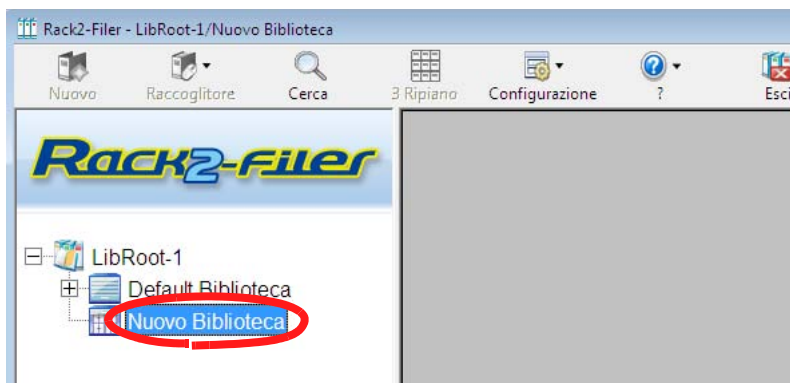 Rack2-Filer - LibRoot-1/Nuovo Biblioteca
Nuovo Raccoglitore Cerca 3 Ripiano Configurazione ? Esci
Rack2-Filer
LibRoot-1
Default Biblioteca
Nuovo Biblioteca